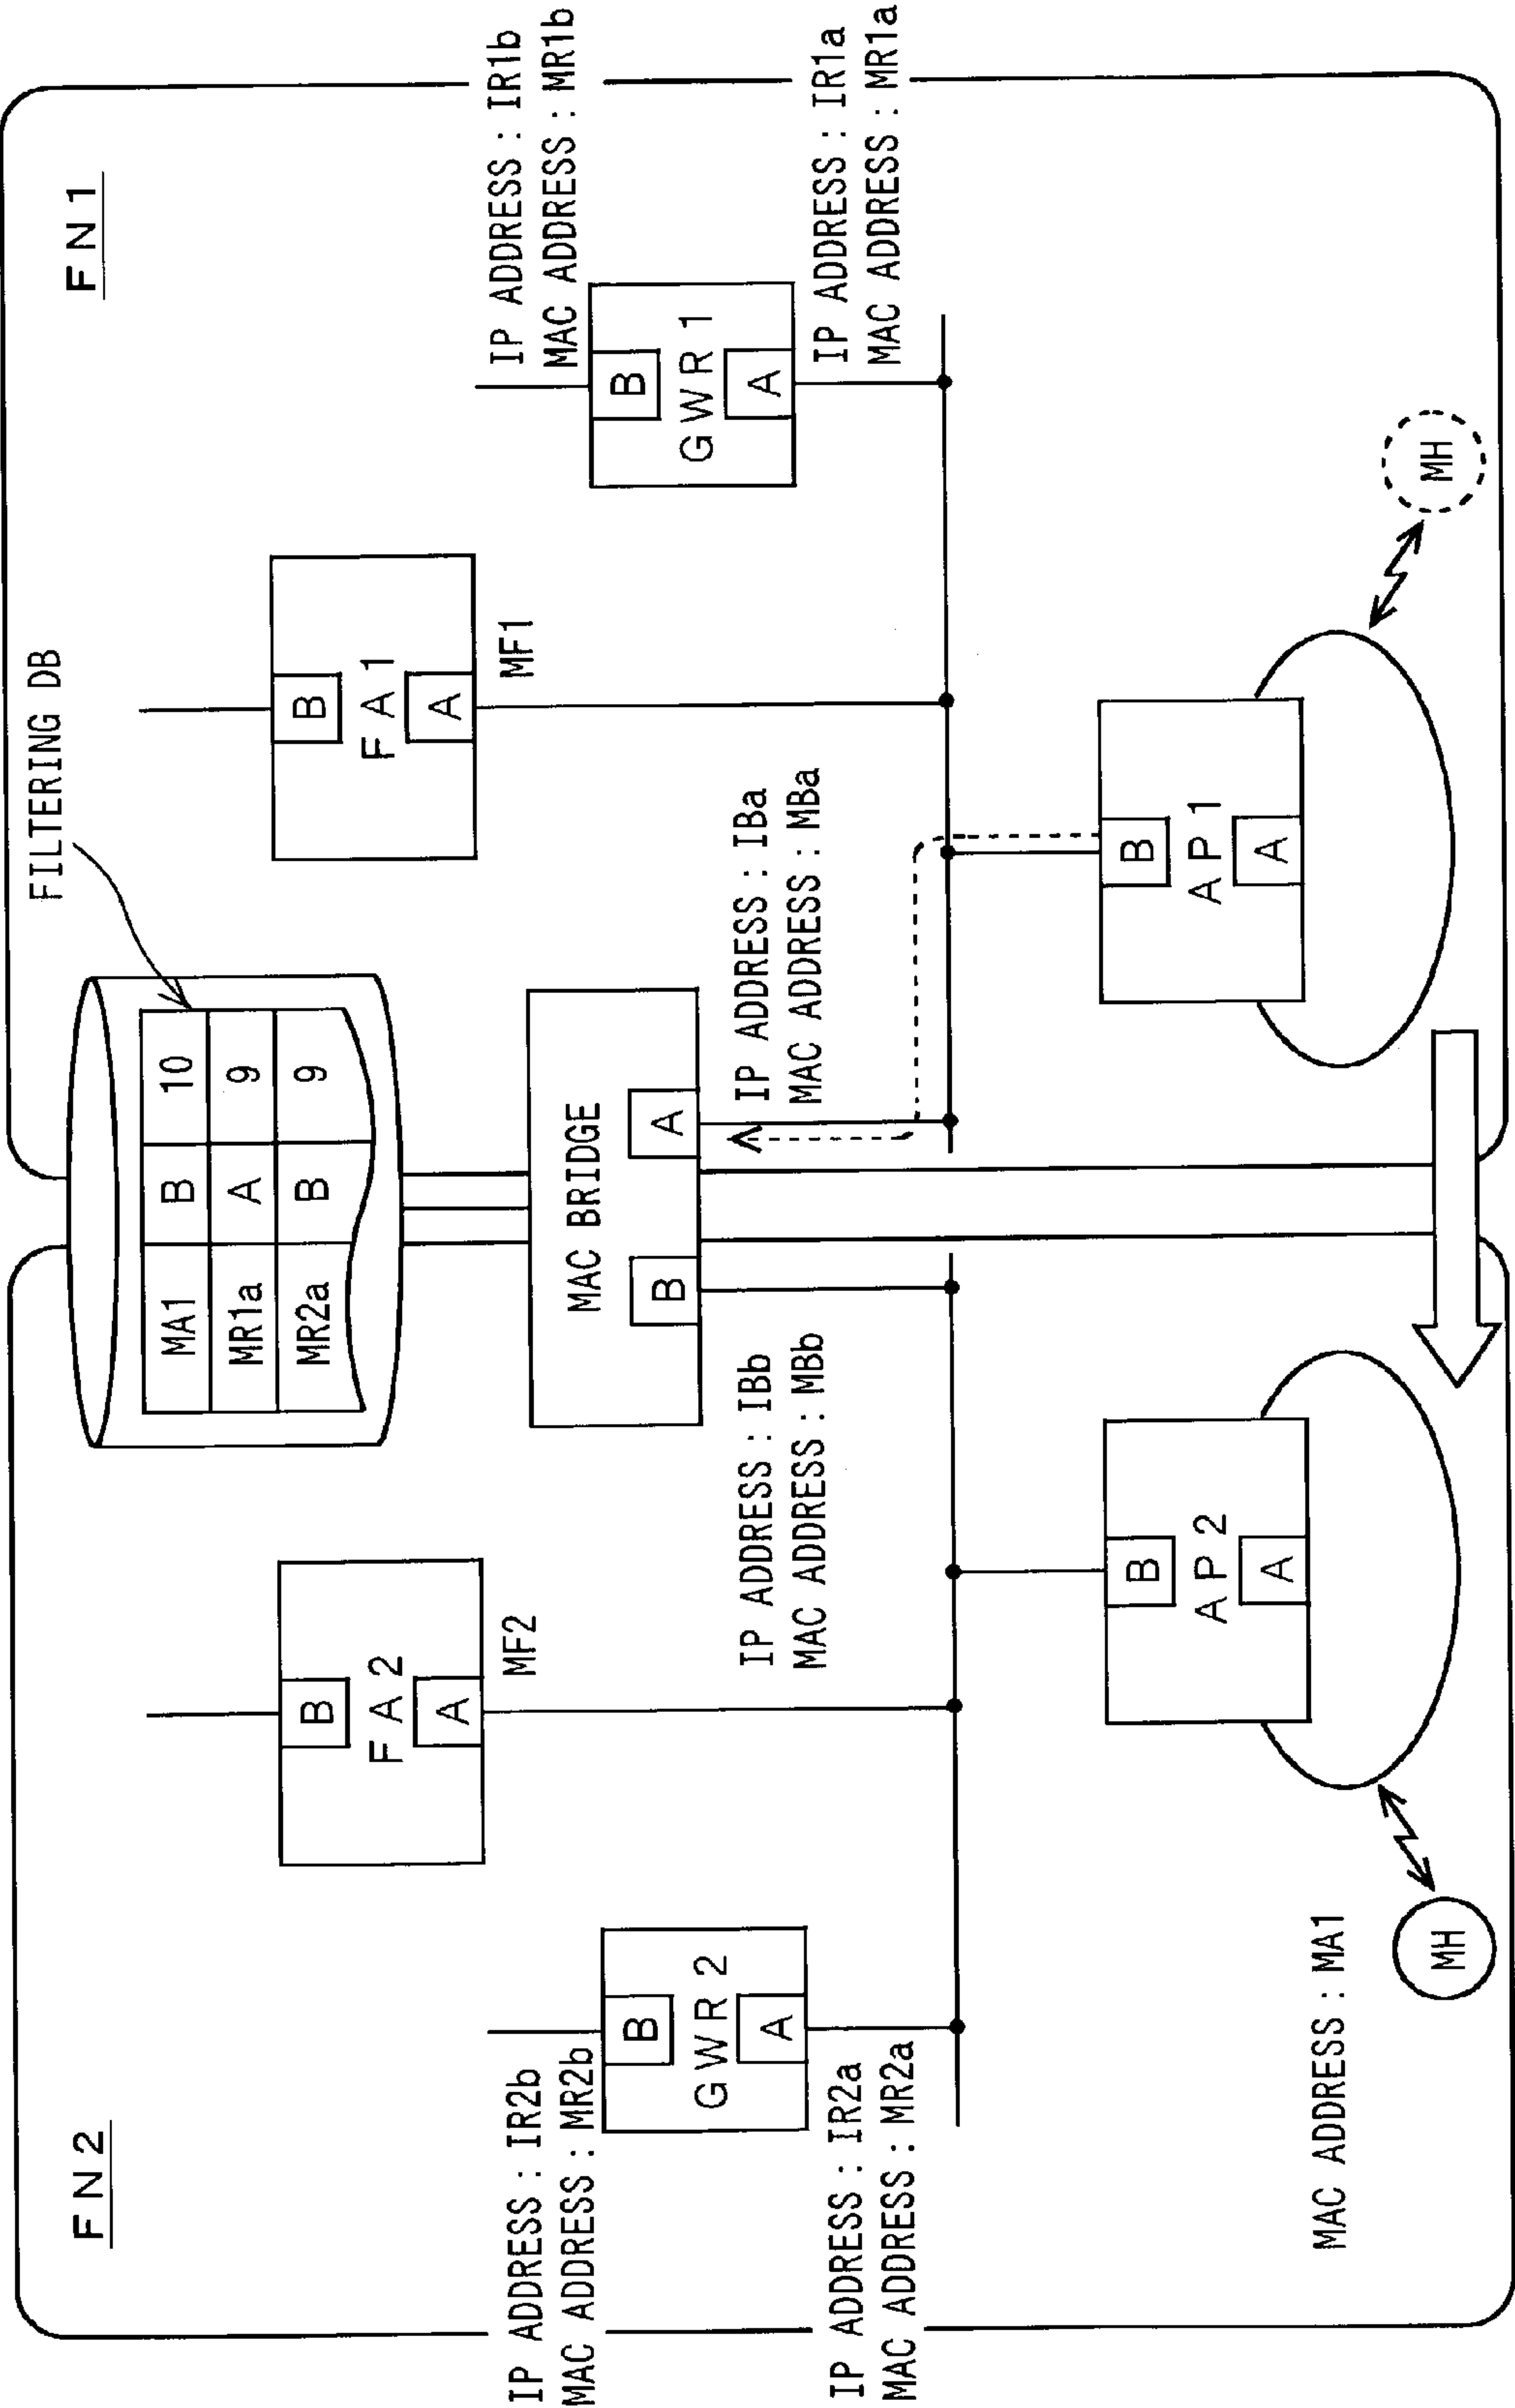 FN2
FN1
FILTERING DB
MA1 B 10
MR1a A 9
MR2a B 9
B
FA2
A
MF2
B
FA1
A
MF1
IP ADDRESS : IR2b
MAC ADDRESS : MR2b
B
GWR2
A
IP ADDRESS : IR2a
MAC ADDRESS : MR2a
MAC BRIDGE
B
A
IP ADDRESS : IBb
MAC ADDRESS : MBb
IP ADDRESS : IBa
MAC ADDRESS : MBa
IP ADDRESS : IR1b
MAC ADDRESS : MR1b
B
GWR1
A
IP ADDRESS : IR1a
MAC ADDRESS : MR1a
B
AP2
A
B
AP1
A
MAC ADDRESS : MA1
MH
MH